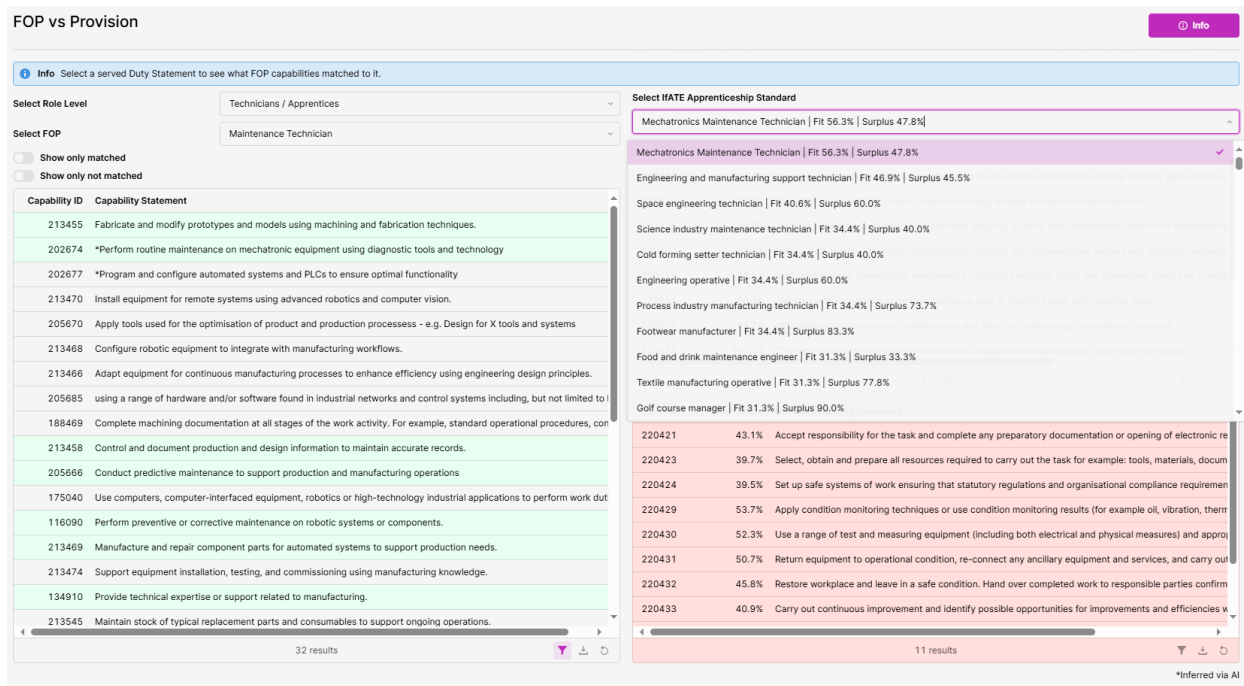 FOP vs Provision
Info
Info Select a served Duty Statement to see what FOP capabilities matched to it.
Select Role Level
Technicians / Apprentices
Select FOP
Maintenance Technician
Show only matched
Show only not matched
Capability ID Capability Statement
213455 Fabricate and modify prototypes and models using machining and fabrication techniques.
202674 *Perform routine maintenance on mechatronic equipment using diagnostic tools and technology
202677 *Program and configure automated systems and PLCs to ensure optimal functionality
213470 Install equipment for remote systems using advanced robotics and computer vision.
205670 Apply tools used for the optimisation of product and production processess - e.g. Design for X tools and systems
213468 Configure robotic equipment to integrate with manufacturing workflows.
213466 Adapt equipment for continuous manufacturing processes to enhance efficiency using engineering design principles.
205685 using a range of hardware and/or software found in industrial networks and control systems including, but not limited to
188469 Complete machining documentation at all stages of the work activity. For example, standard operational procedures, con
213458 Control and document production and design information to maintain accurate records.
205666 Conduct predictive maintenance to support production and manufacturing operations
175040 Use computers, computer-interfaced equipment, robotics or high-technology industrial applications to perform work dut
116090 Perform preventive or corrective maintenance on robotic systems or components.
213469 Manufacture and repair component parts for automated systems to support production needs.
213474 Support equipment installation, testing, and commissioning using manufacturing knowledge.
134910 Provide technical expertise or support related to manufacturing.
213545 Maintain stock of typical replacement parts and consumables to support ongoing operations.
32 results
Select IfATE Apprenticeship Standard
Mechatronics Maintenance Technician | Fit 56.3% | Surplus 47.8%
Mechatronics Maintenance Technician | Fit 56.3% | Surplus 47.8%
Engineering and manufacturing support technician | Fit 46.9% | Surplus 45.5%
Space engineering technician | Fit 40.6% | Surplus 60.0%
Science industry maintenance technician | Fit 34.4% | Surplus 40.0%
Cold forming setter technician | Fit 34.4% | Surplus 40.0%
Engineering operative | Fit 34.4% | Surplus 60.0%
Process industry manufacturing technician | Fit 34.4% | Surplus 73.7%
Footwear manufacturer | Fit 34.4% | Surplus 83.3%
Food and drink maintenance engineer | Fit 31.3% | Surplus 33.3%
Textile manufacturing operative | Fit 31.3% | Surplus 77.8%
Golf course manager | Fit 31.3% | Surplus 90.0%
220421 43.1% Accept responsibility for the task and complete any preparatory documentation or opening of electronic re
220423 39.7% Select, obtain and prepare all resources required to carry out the task for example: tools, materials, docum
220424 39.5% Set up safe systems of work ensuring that statutory regulations and organisational compliance requiremen
220429 53.7% Apply condition monitoring techniques or use condition monitoring results (for example oil, vibration, therm
220430 52.3% Use a range of test and measuring equipment (including both electrical and physical measures) and approp
220431 50.7% Return equipment to operational condition, re-connect any ancillary equipment and services, and carry out
220432 45.8% Restore workplace and leave in a safe condition. Hand over completed work to responsible parties confirm
220433 40.9% Carry out continuous improvement and identify possible opportunities for improvements and efficiencies w
11 results
*Inferred via AI